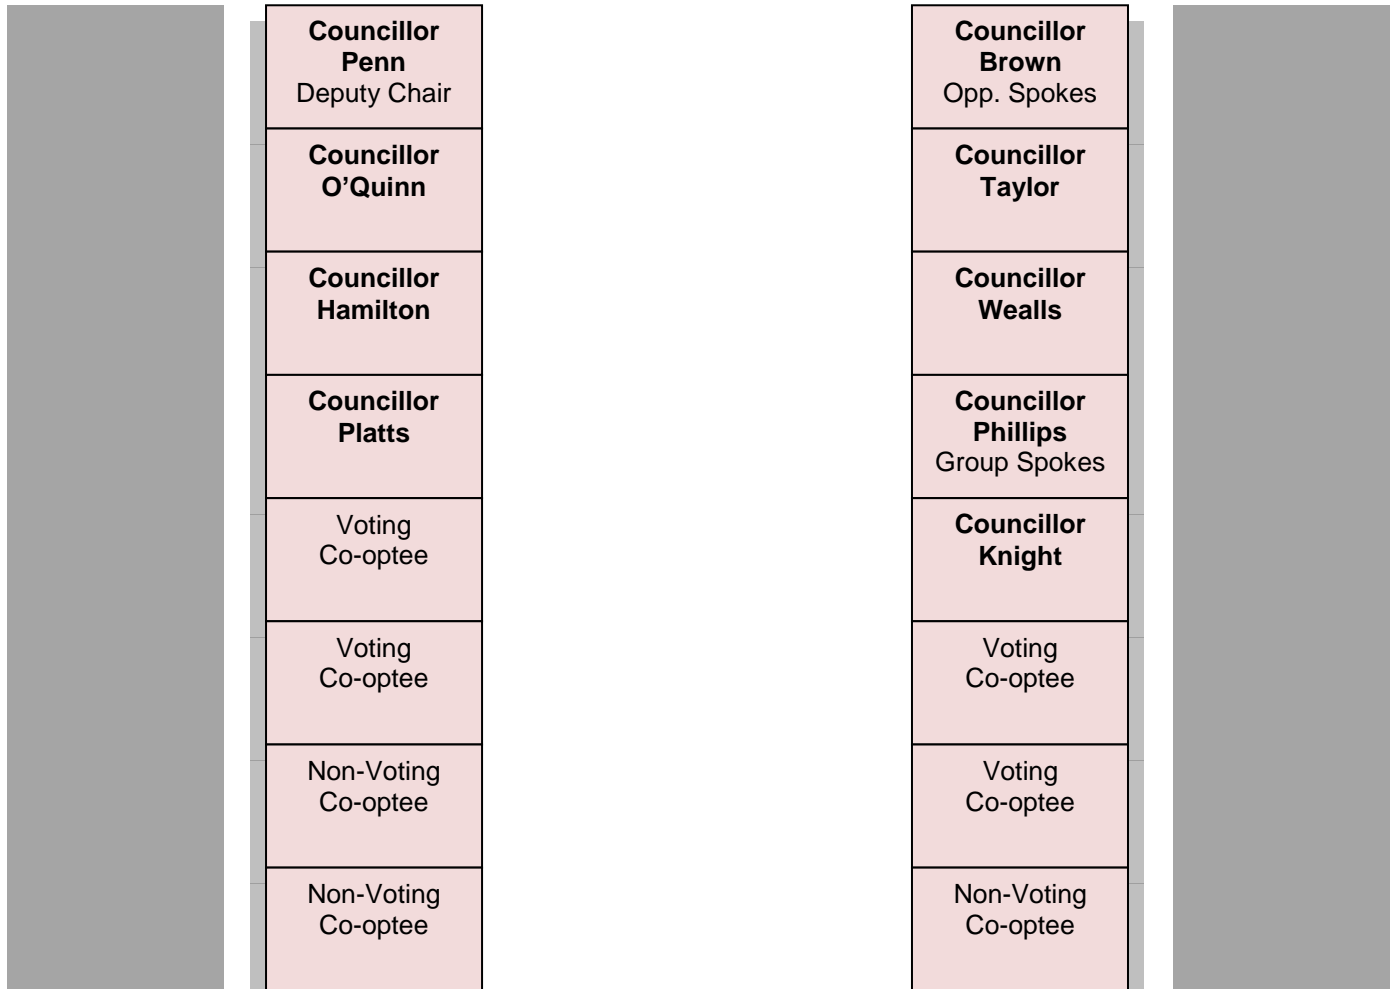 Councillor
Penn
Deputy Chair
Councillor
O’Quinn
Councillor
Hamilton
Councillor
Platts
Voting
Co-optee
Voting
Co-optee
Non-Voting
Co-optee
Non-Voting
Co-optee
Councillor
Brown
Opp. Spokes
Councillor
Taylor
Councillor
Wealls
Councillor
Phillips
Group Spokes
Councillor
Knight
Voting
Co-optee
Voting
Co-optee
Non-Voting
Co-optee